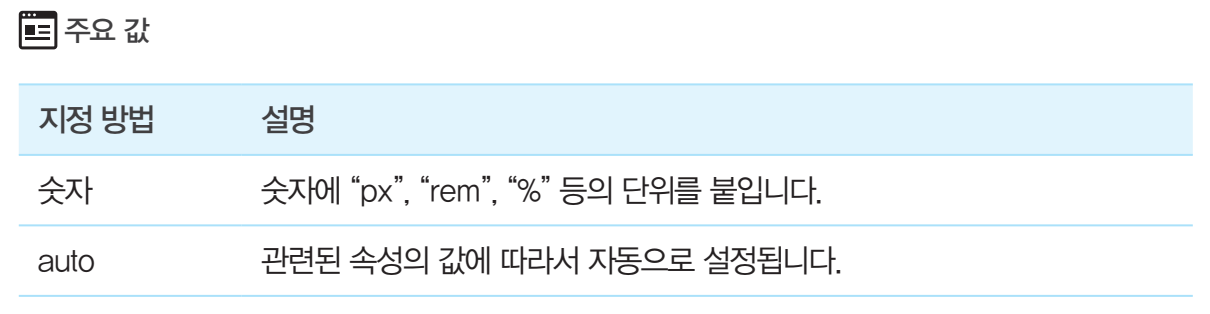 주요 값
지정 방법 설명
숫자 숫자에 “px”, “rem”, “%” 등의 단위를 붙입니다.
auto 관련된 속성의 값에 따라서 자동으로 설정됩니다.